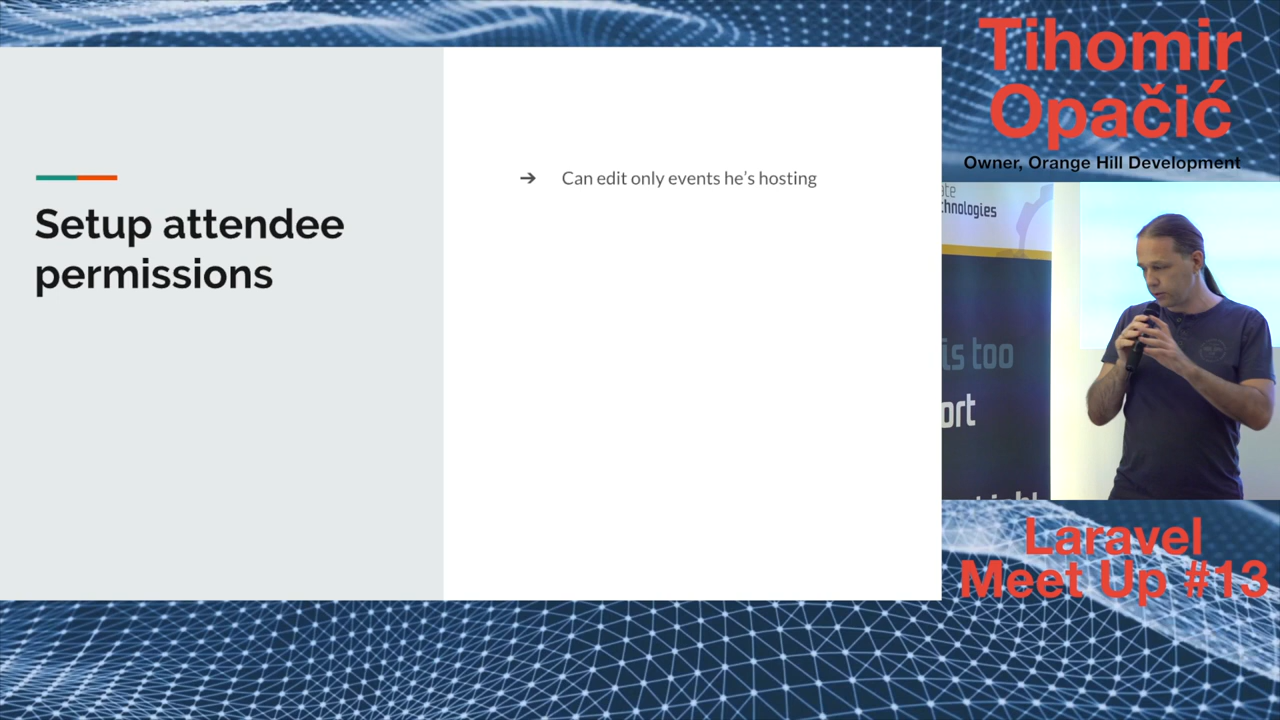 Setup attendee
permissions
➔ Can edit only events he's hosting
Tihomir
Opačić
Owner, Orange Hill Development
is too
ort
Laravel
Meet Up #13